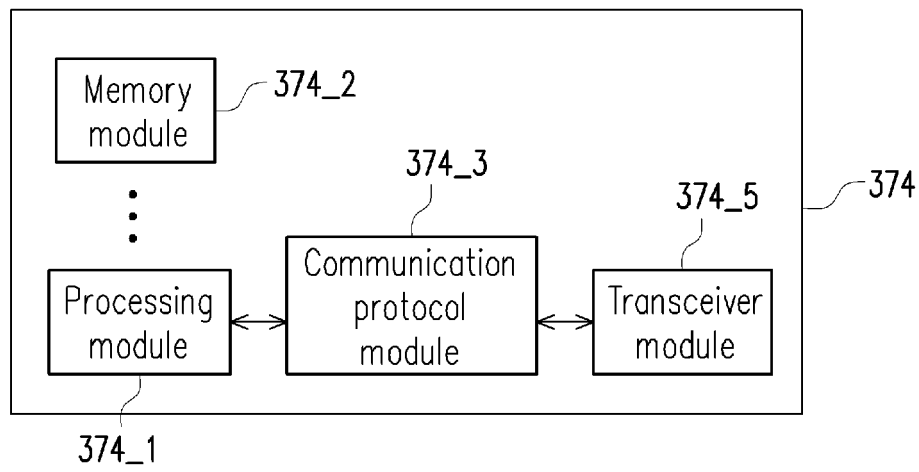 Memory
module
374_2
374_3
374
374_5
Communication
protocol
module
Processing
module
Transceiver
module
374_1